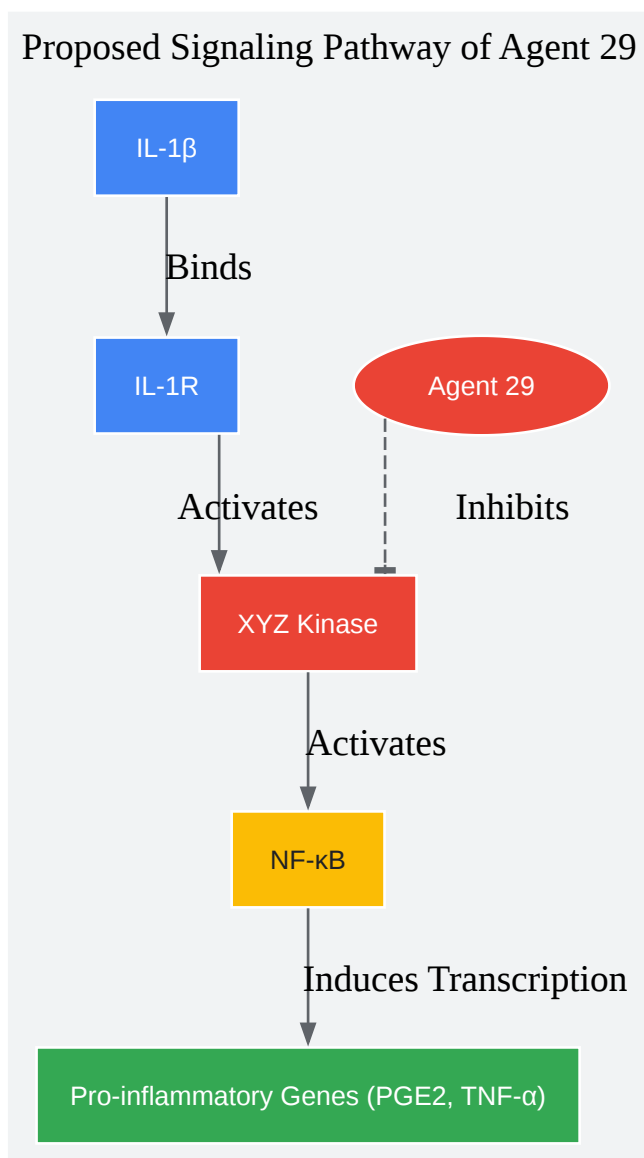 Proposed Signaling Pathway of Agent 29
IL-1β
Binds
IL-1R
Agent 29
Activates
Inhibits
XYZ Kinase
Activates
NF-κB
Induces Transcription
Pro-inflammatory Genes (PGE2, TNF-α)